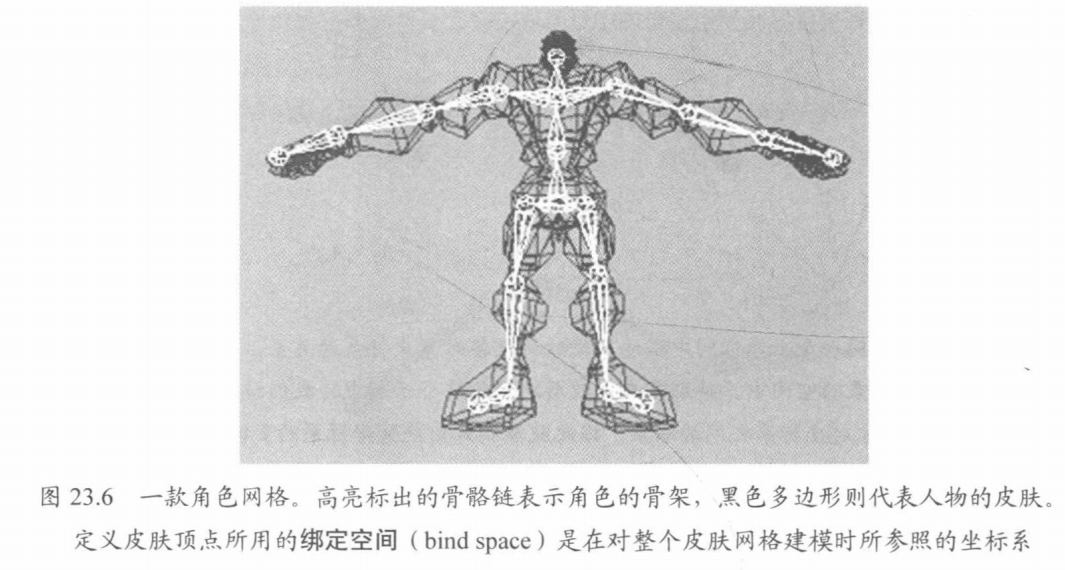 图 23.6 一款角色网格。高亮标出的骨骼链表示角色的骨架，黑色多边形则代表人物的皮肤。
定义皮肤顶点所用的绑定空间（bind space）是在对整个皮肤网格建模时所参照的坐标系